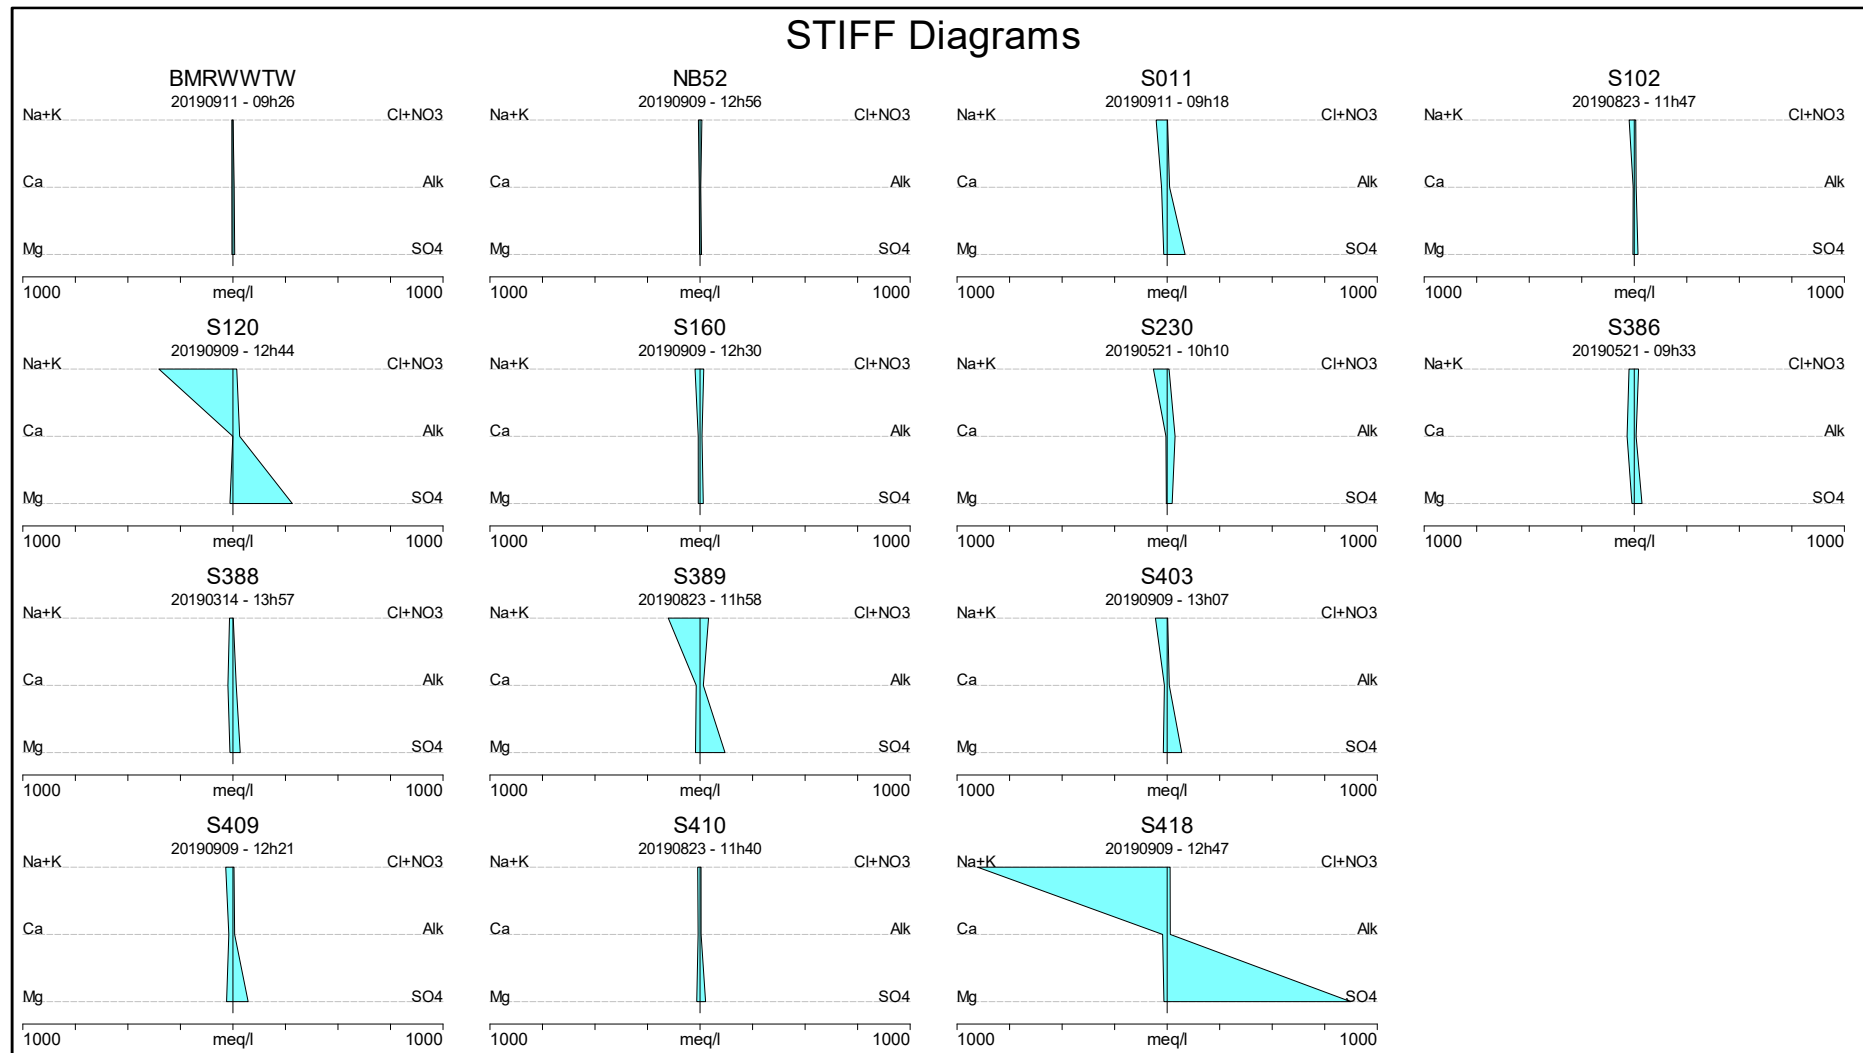 STIFF Diagrams
BMRWWTW
20190911 - 09h26
Na+K Cl+NO3
Ca Alk
Mg SO4
1000 meq/l 1000
NB52
20190909 - 12h56
Na+K Cl+NO3
Ca Alk
Mg SO4
1000 meq/l 1000
S011
20190911 - 09h18
Na+K Cl+NO3
Ca Alk
Mg SO4
1000 meq/l 1000
S102
20190823 - 11h47
Na+K Cl+NO3
Ca Alk
Mg SO4
1000 meq/l 1000
S120
20190909 - 12h44
Na+K Cl+NO3
Ca Alk
Mg SO4
1000 meq/l 1000
S160
20190909 - 12h30
Na+K Cl+NO3
Ca Alk
Mg SO4
1000 meq/l 1000
S230
20190521 - 10h10
Na+K Cl+NO3
Ca Alk
Mg SO4
1000 meq/l 1000
S386
20190521 - 09h33
Na+K Cl+NO3
Ca Alk
Mg SO4
1000 meq/l 1000
S388
20190314 - 13h57
Na+K Cl+NO3
Ca Alk
Mg SO4
1000 meq/l 1000
S389
20190823 - 11h58
Na+K Cl+NO3
Ca Alk
Mg SO4
1000 meq/l 1000
S403
20190909 - 13h07
Na+K Cl+NO3
Ca Alk
Mg SO4
1000 meq/l 1000
S409
20190909 - 12h21
Na+K Cl+NO3
Ca Alk
Mg SO4
1000 meq/l 1000
S410
20190823 - 11h40
Na+K Cl+NO3
Ca Alk
Mg SO4
1000 meq/l 1000
S418
20190909 - 12h47
Na+K Cl+NO3
Ca Alk
Mg SO4
1000 meq/l 1000